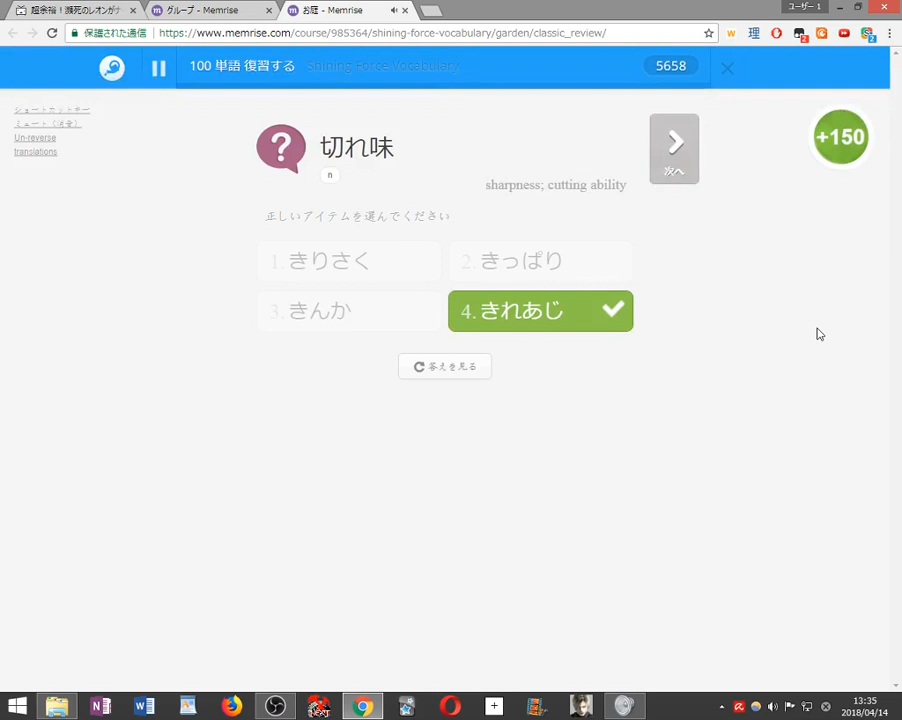 超余裕！瀕死のレオンがナ
グループ - Memrise
お庭 - Memrise
ユーザー 1
保護された通信
https://www.memrise.com/course/985364/shining-force-vocabulary/garden/classic_review/
100 単語 復習する
Shining Force Vocabulary
5658
ショートカットキー
ミュート（送音）
Un-reverse
translations
切れ味
n
sharpness; cutting ability
次へ
+150
正しいアイテムを選んでください
1. きりさく
2. きっぱり
3. きんか
4. きれあじ
答えを見る
13:35
2018/04/14